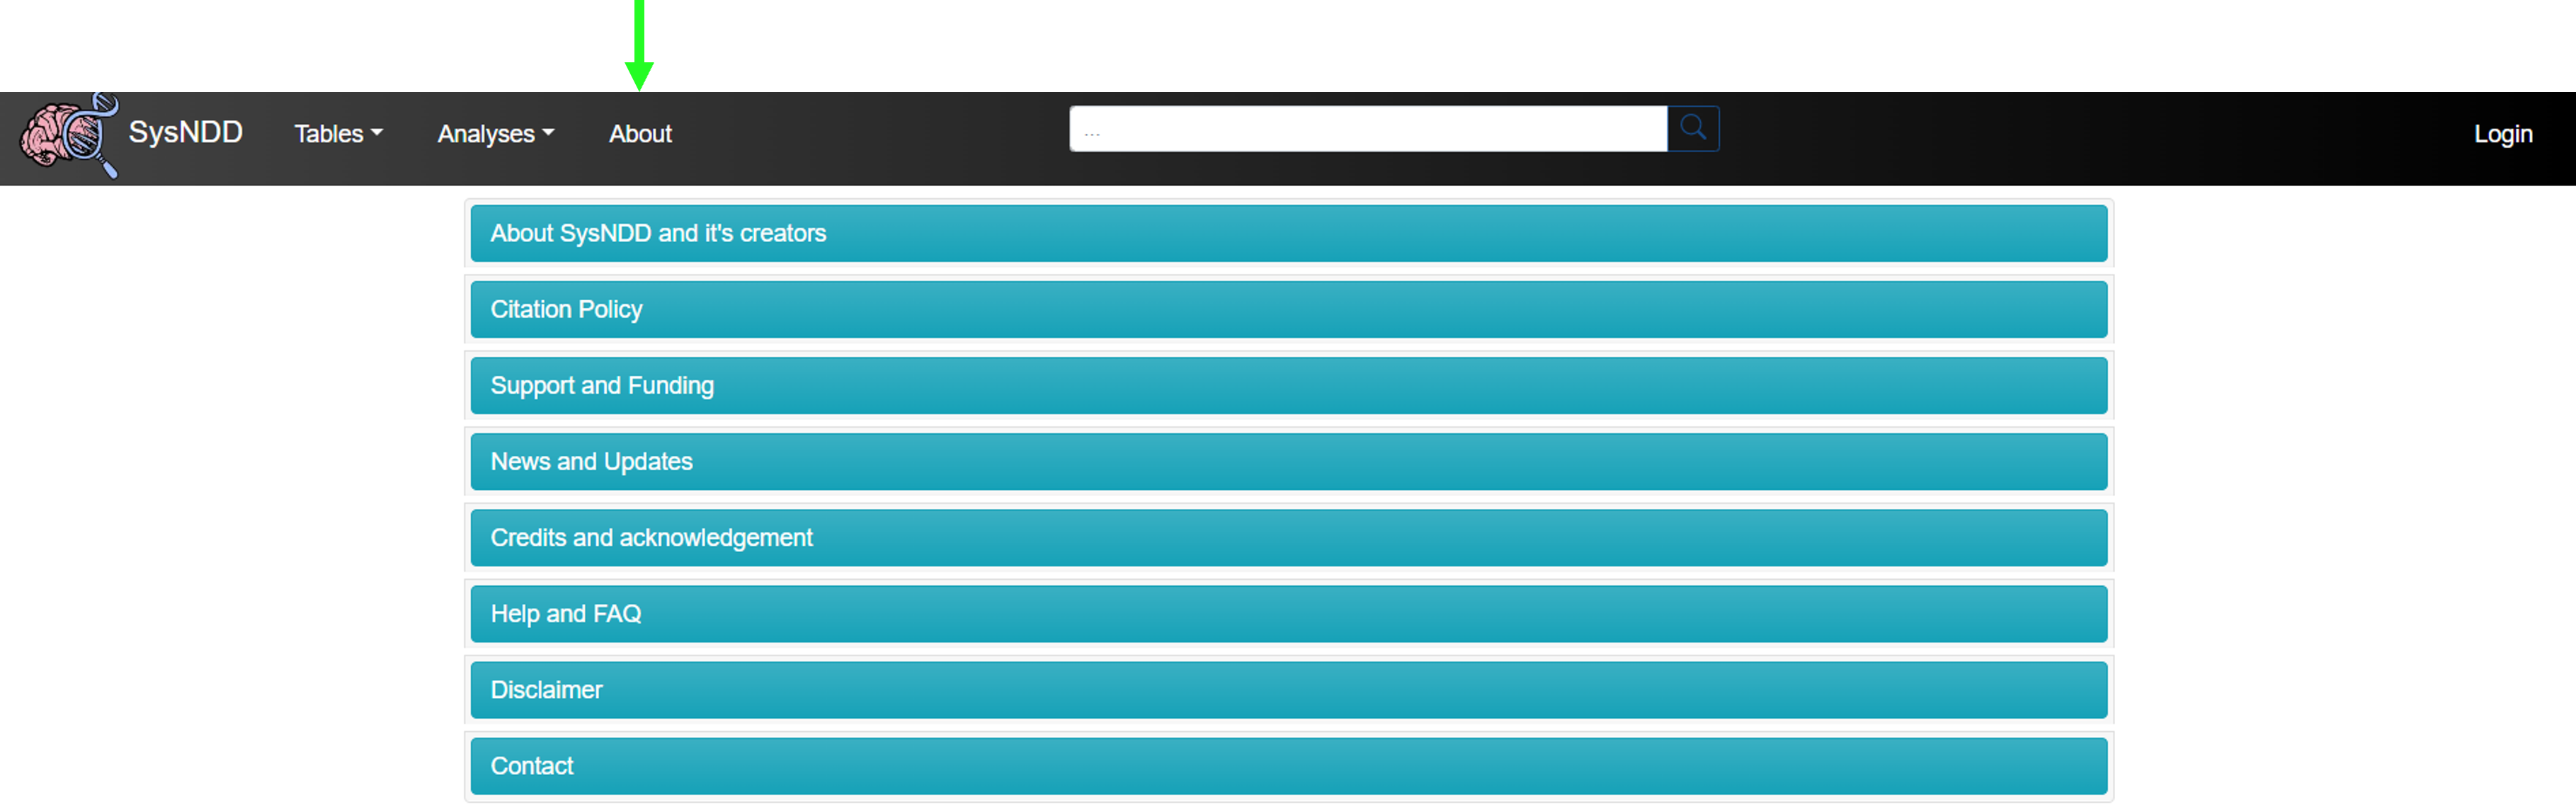 SysNDD Tables Analyses About ... Login
About SysNDD and it's creators
Citation Policy
Support and Funding
News and Updates
Credits and acknowledgement
Help and FAQ
Disclaimer
Contact